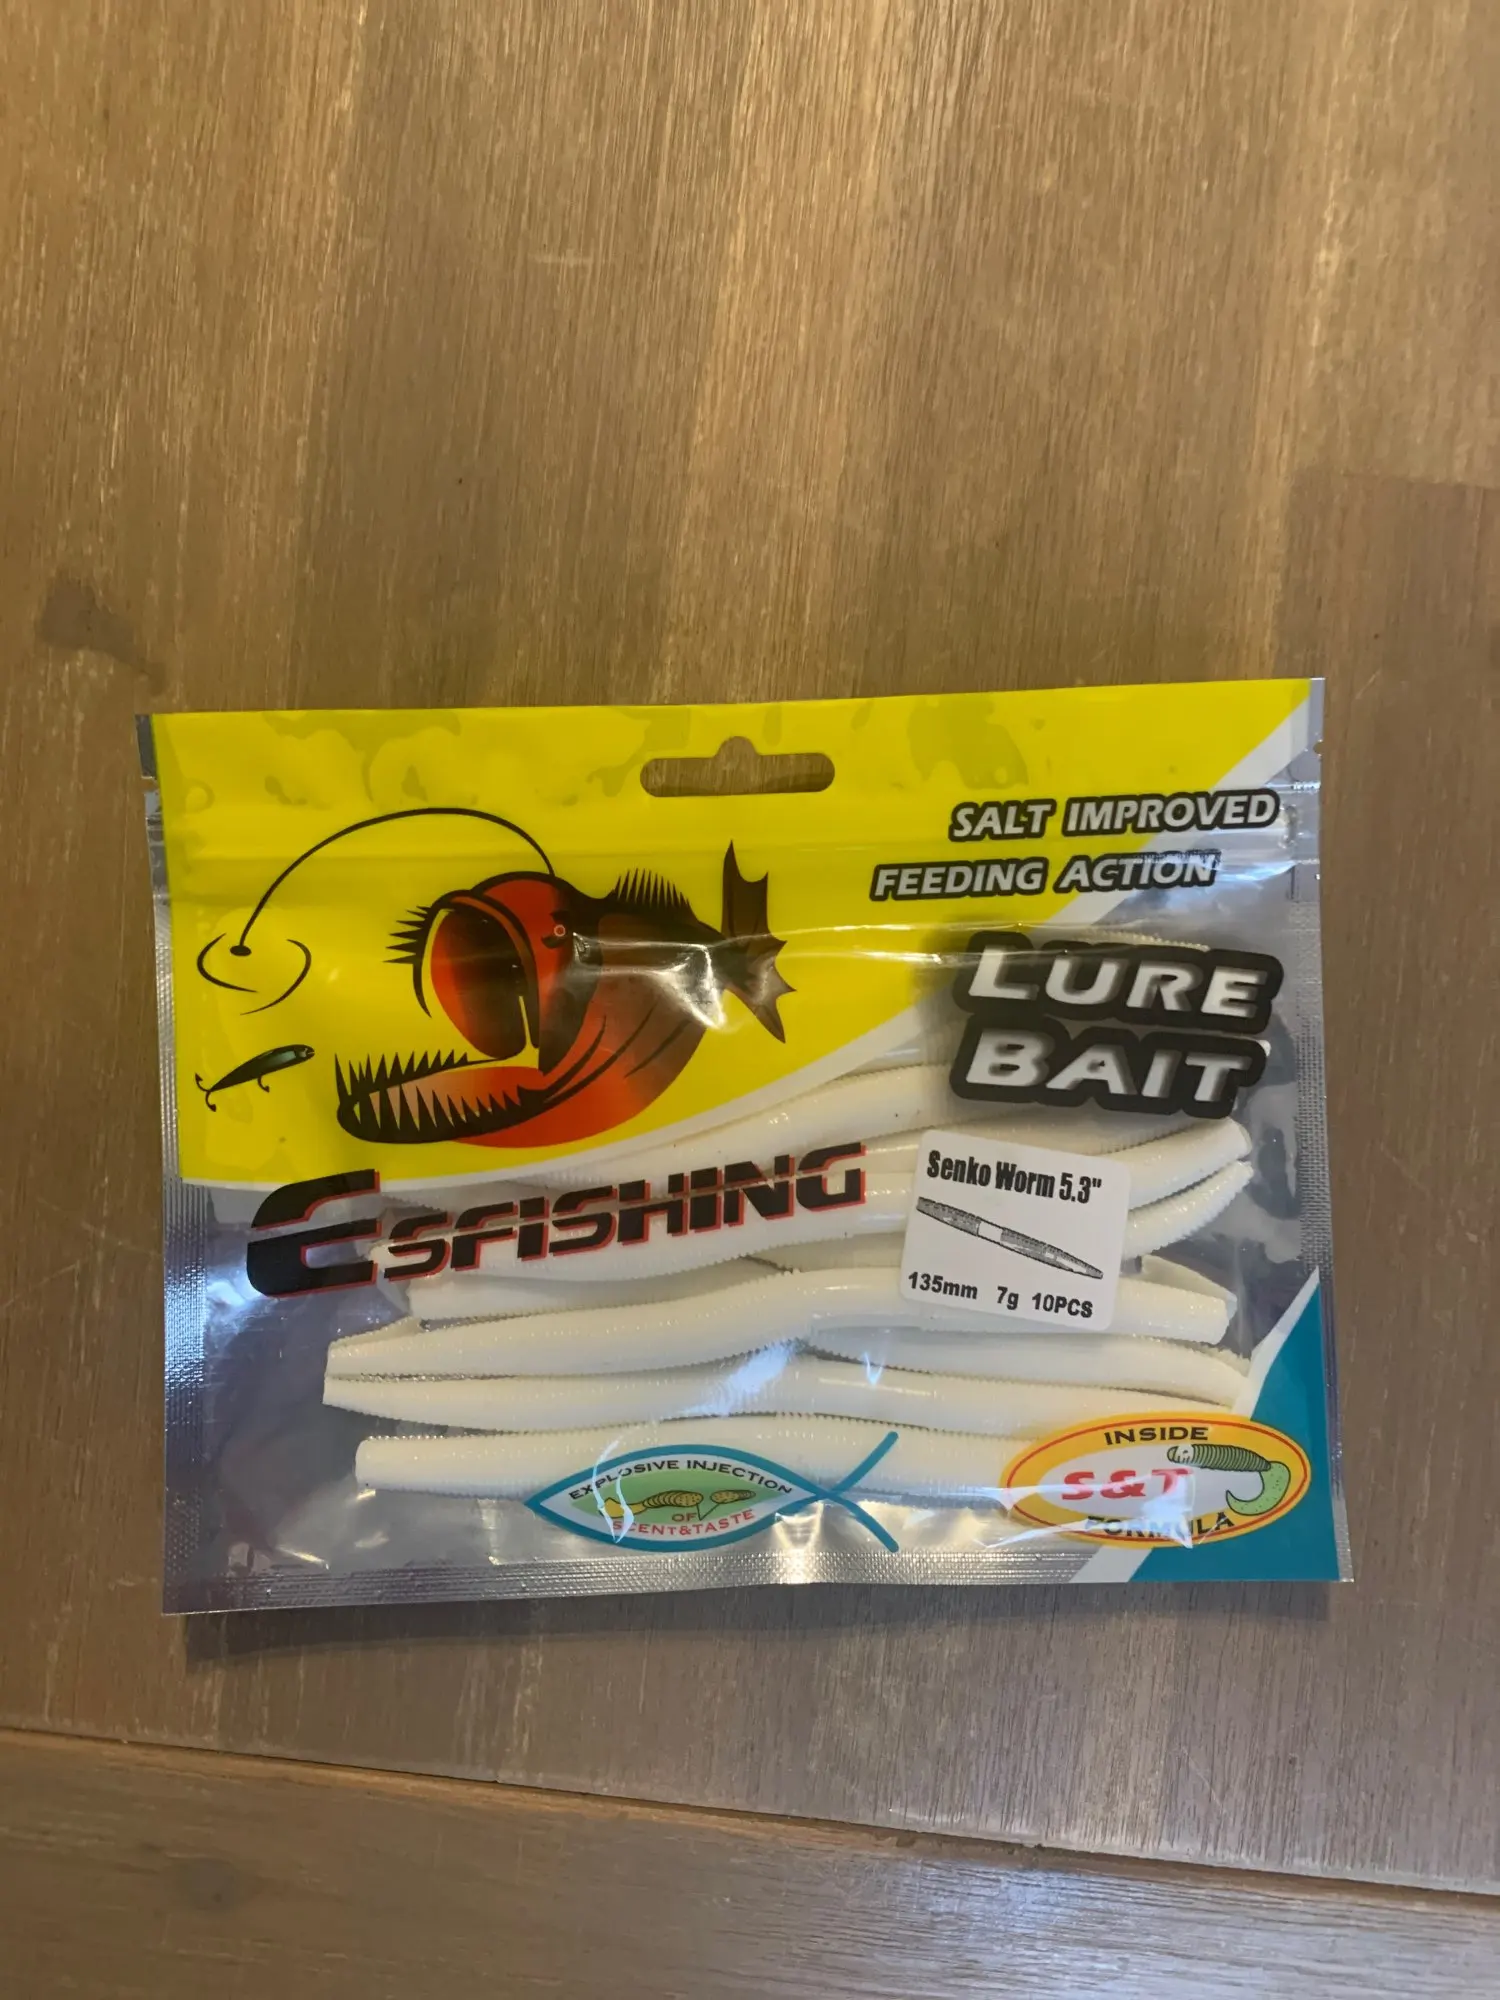 SALT IMPROVED
FEEDING ACTION
LURE
BAIT
ESFISHING
Senko Worm 5.3"
135mm 7g 10PCS
EXPLOSIVE INJECTION
OF
SCENT&TASTE
INSIDE
S&T
FORMULA